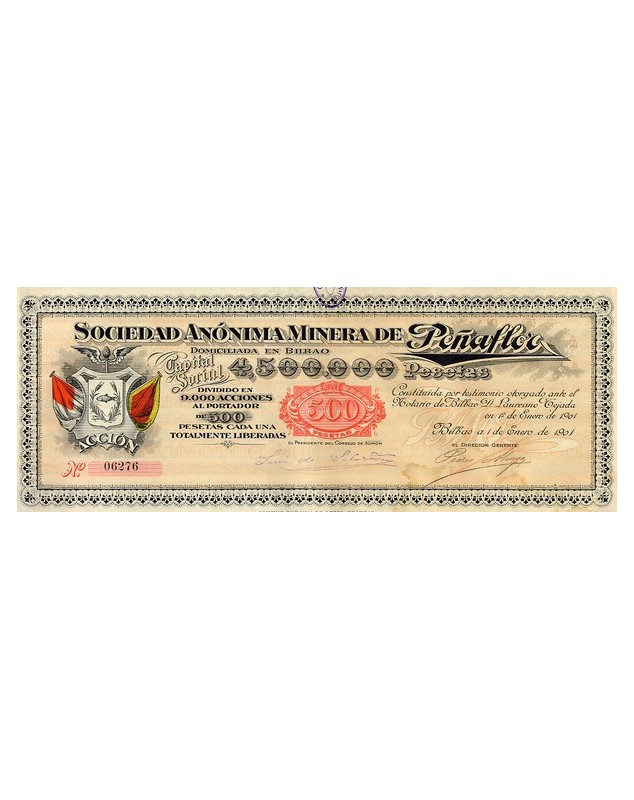 SOCIEDAD ANÓNIMA MINERA DE Peñaflor
DOMICILIADA EN BILBAO
Capital Social 4,500,000 Pesetas
DIVIDIDO EN
9.000 ACCIONES
AL PORTADOR
DE 500
PESETAS CADA UNA
TOTALMENTE LIBERADAS
500
PESETAS
Constituida por testimonio otorgado ante el
Notario de Bilbao Dn. Laureano Tejada
en 1º de Enero de 1901
Bilbao a 1 Enero de 1901
EL PRESIDENTE DEL CONSEJO DE ADMÓN
EL DIRECTOR GERENTE
ACCIÓN
Nº 06276